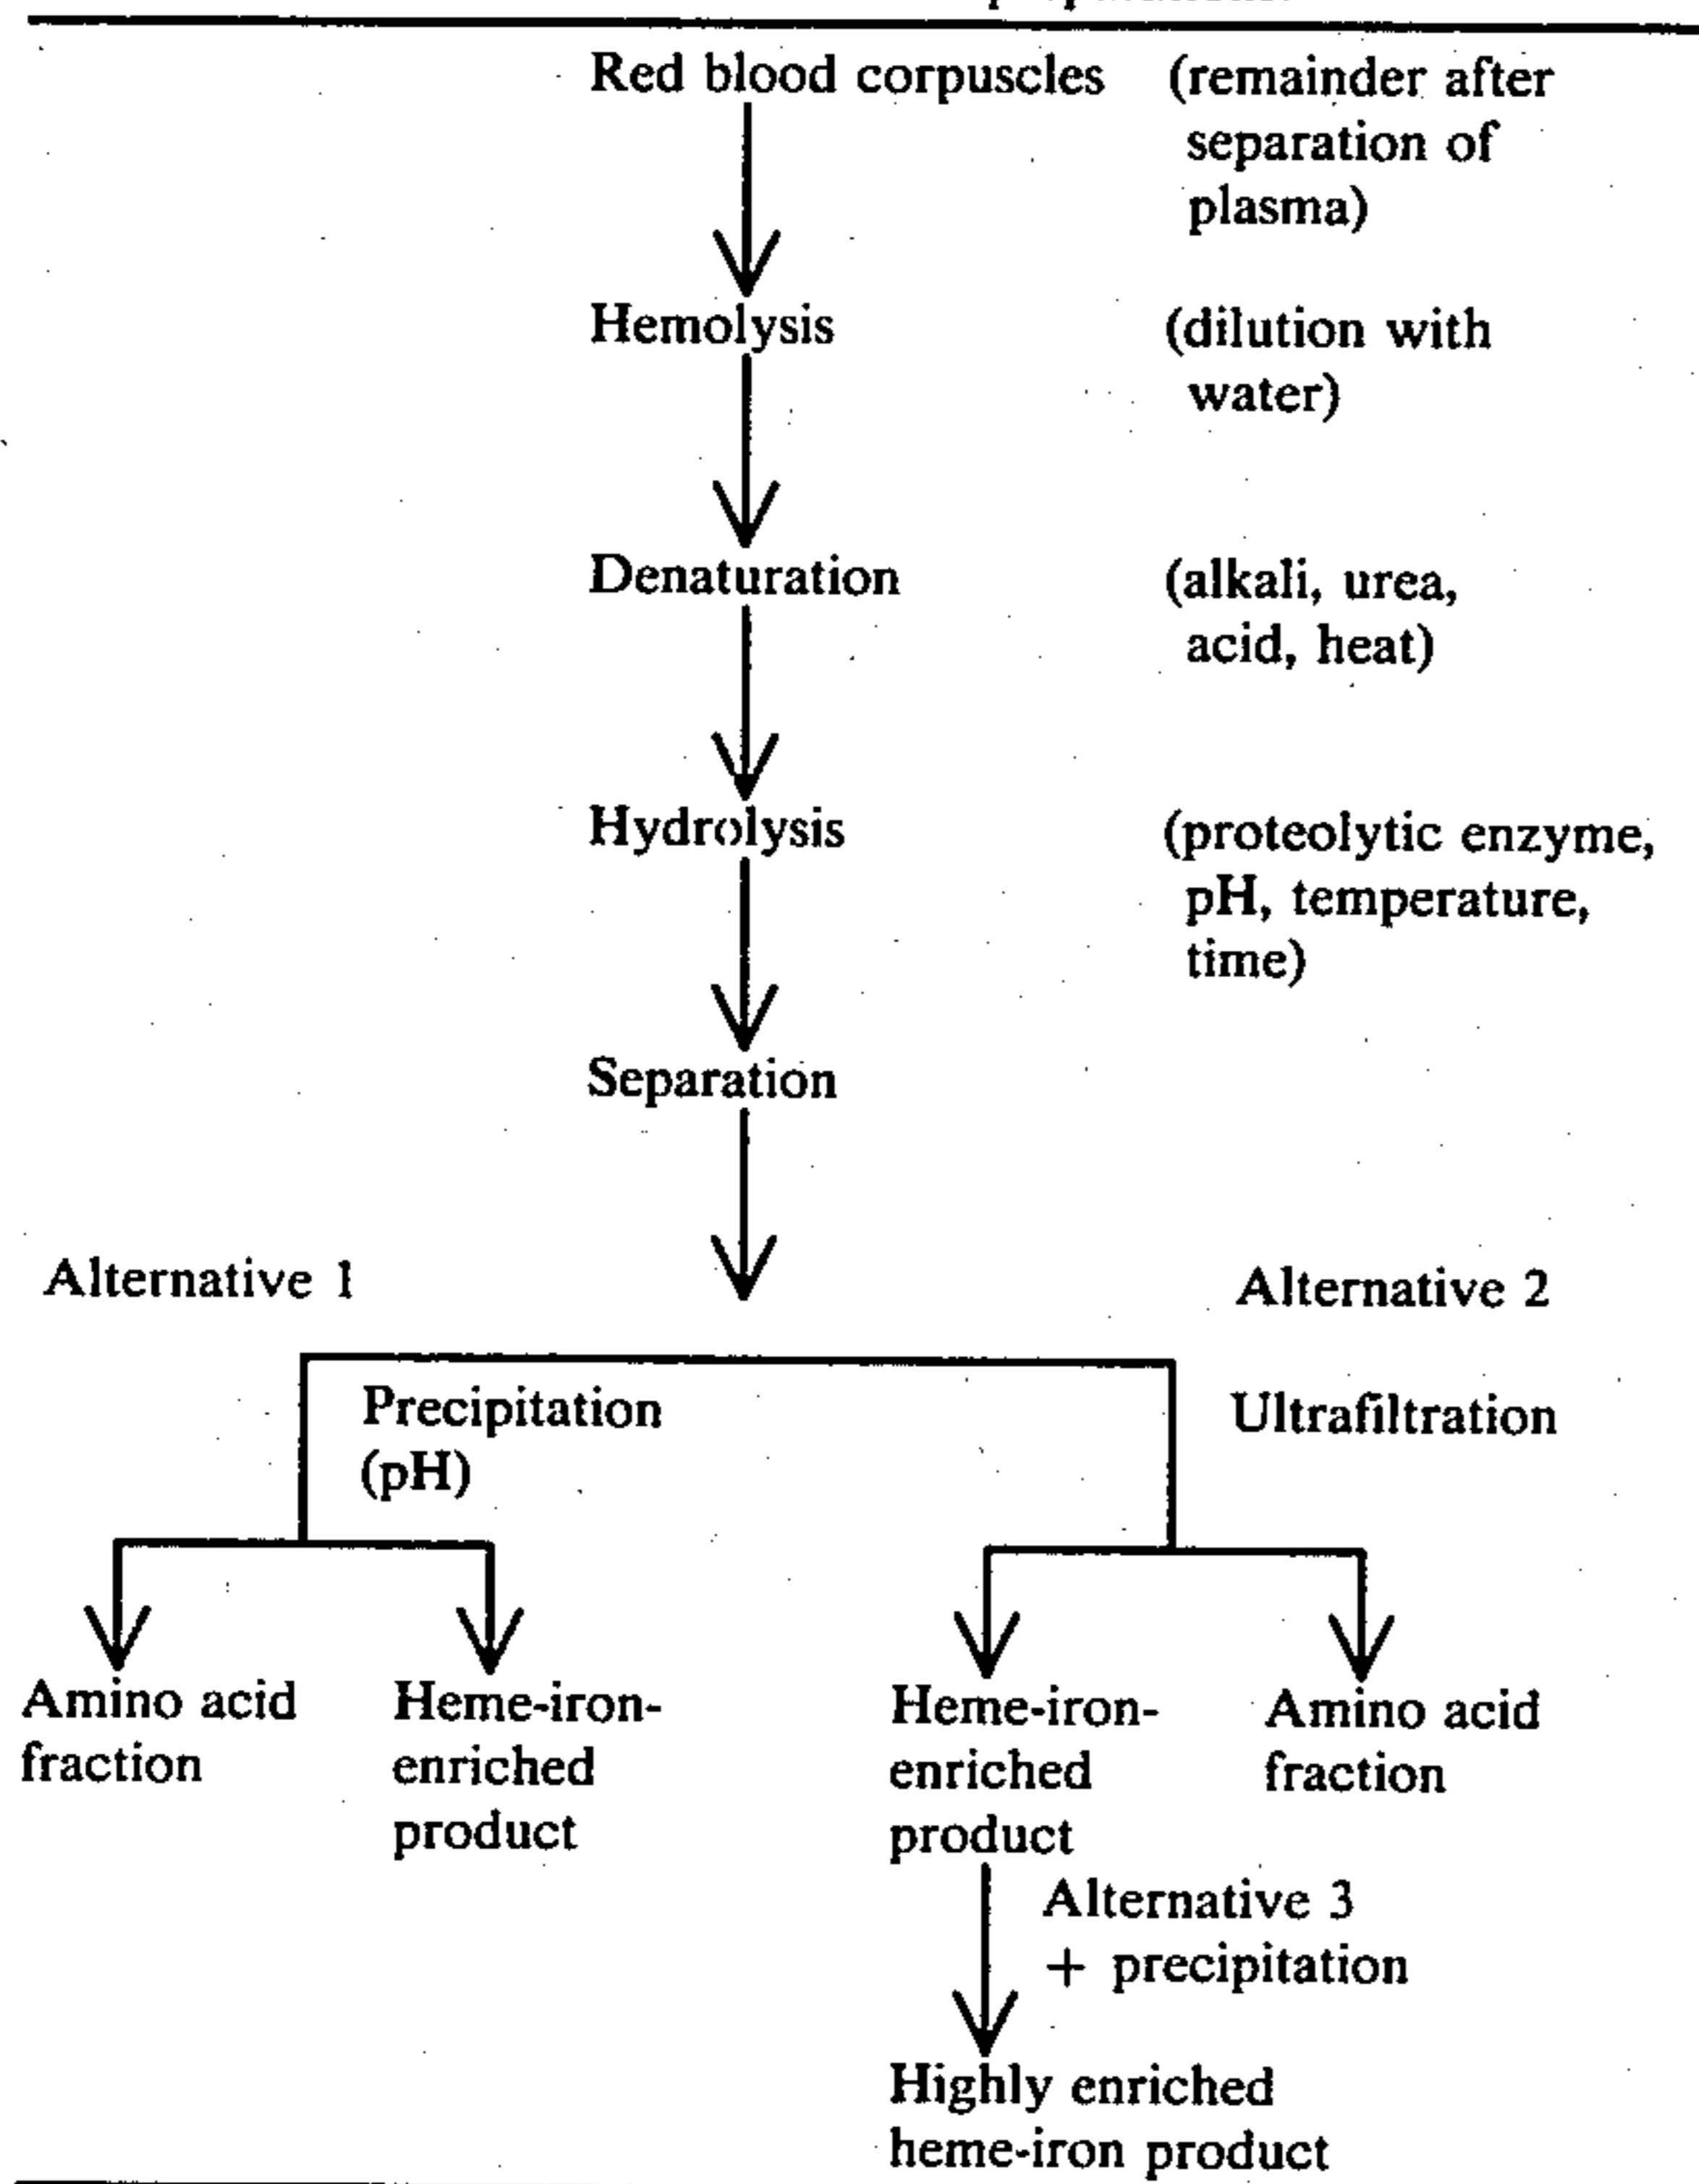 Red blood corpuscles (remainder after
separation of
plasma)
Hemolysis (dilution with
water)
Denaturation (alkali, urea,
acid, heat)
Hydrolysis (proteolytic enzyme,
pH, temperature,
time)
Separation
Alternative 1 Alternative 2
Precipitation Ultrafiltration
(pH)
Amino acid Heme-iron- Heme-iron- Amino acid
fraction enriched enriched fraction
product product
Alternative 3
+ precipitation
Highly enriched
heme-iron product